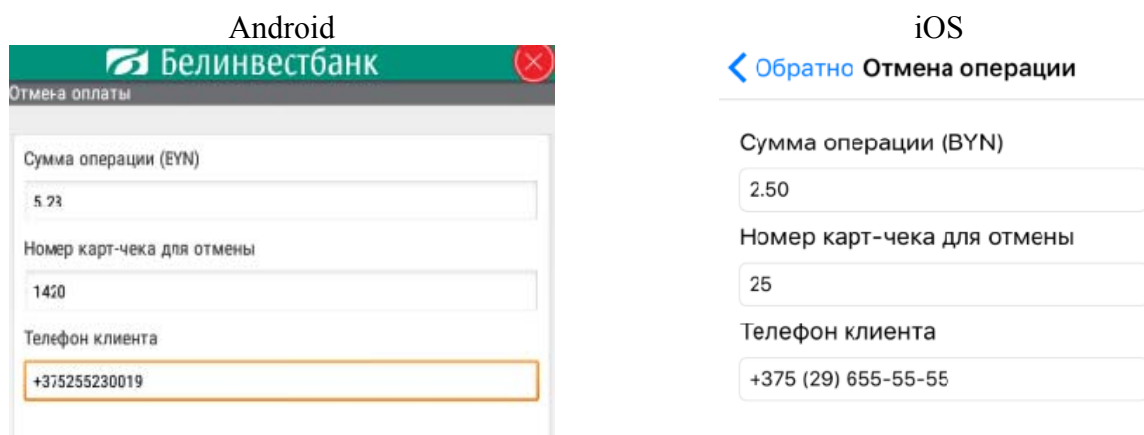 Android
Белинвестбанк
Отмена оплаты
Сумма операции (BYN)
5.23
Номер карт-чека для отмены
1420
Телефон клиента
+375255230019
iOS
Обратно Отмена операции
Сумма операции (BYN)
2.50
Номер карт-чека для отмены
25
Телефон клиента
+375 (29) 655-55-55